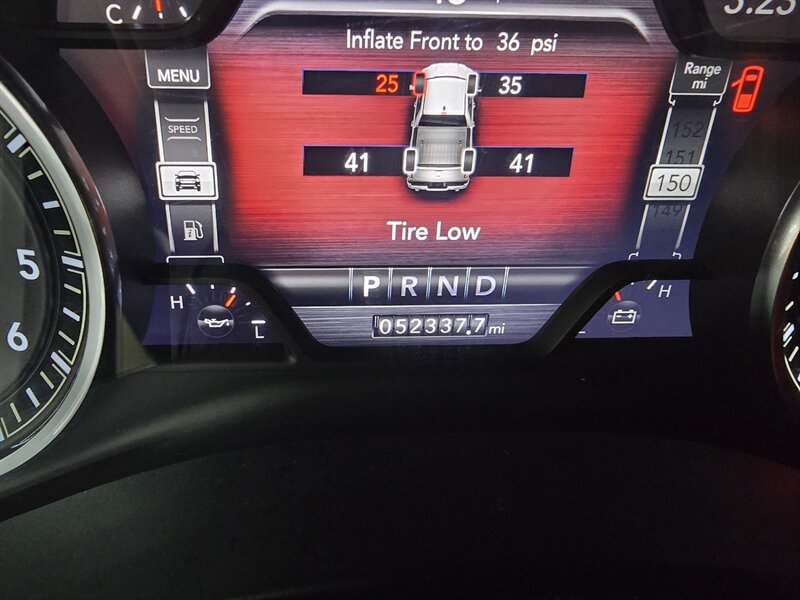 C
Inflate Front to 36 psi
MENU
25 35
Range
mi
SPEED
152
151
41 41
150
149
Tire Low
5
P R N D
H
H
6
L
052337.7 mi